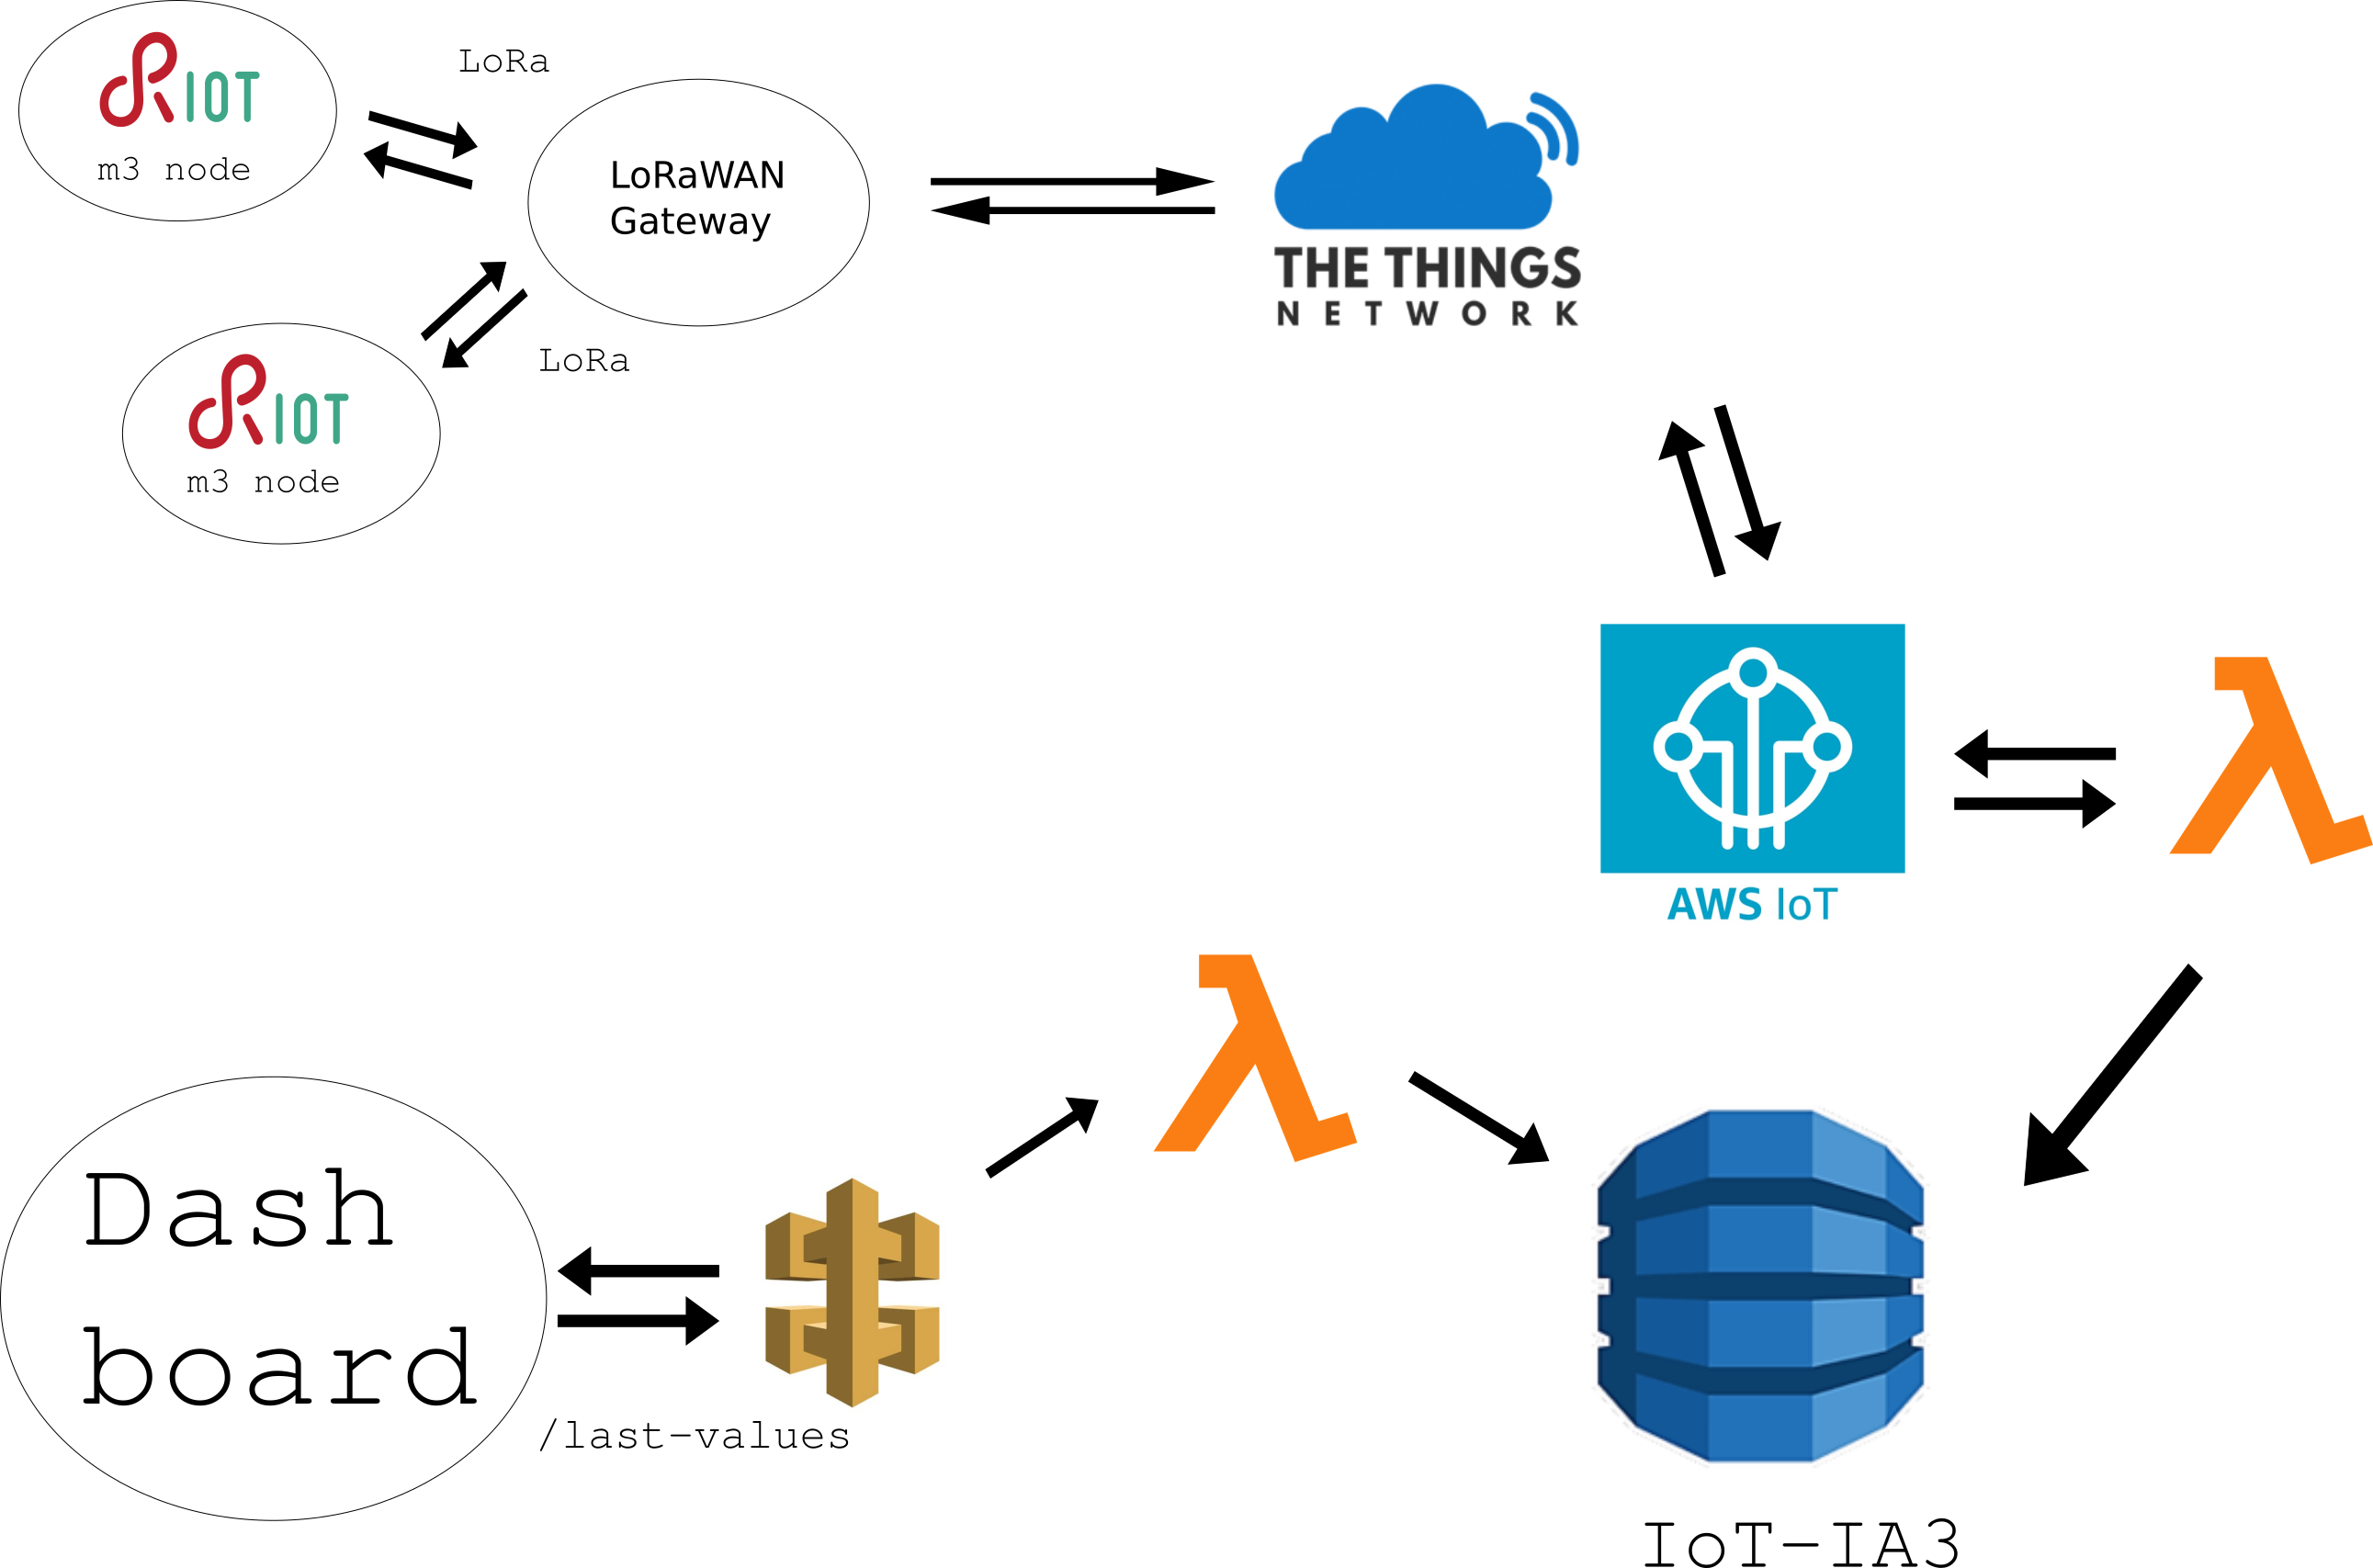 RIOT
m3 node
LoRa
LoRaWAN
Gateway
THE THINGS
NETWORK
LoRa
RIOT
m3 node
AWS IoT
Dash
board
/last-values
IoT-IA3